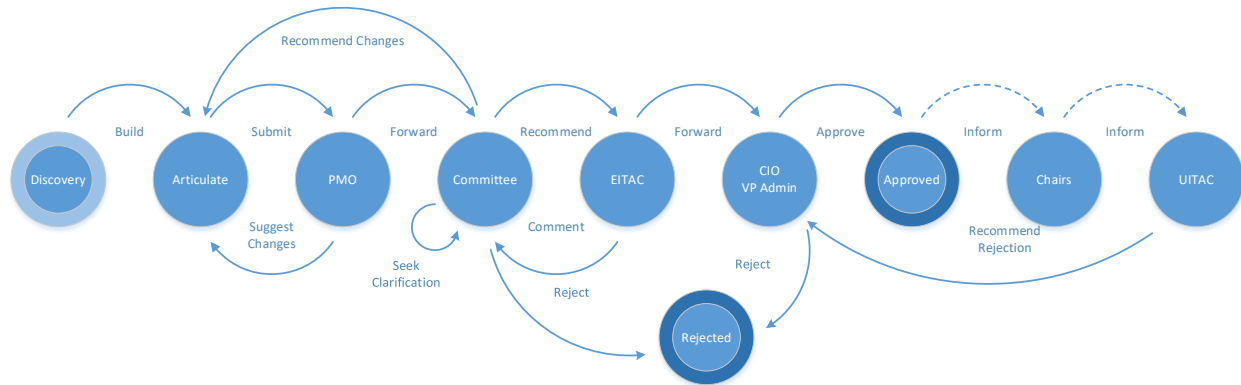 Recommend Changes
Build
Submit
Forward
Recommend
Forward
Approve
Inform
Inform
Discovery
Articulate
PMO
Committee
EITAC
CIO
VP Admin
Approved
Chairs
UITAC
Suggest
Changes
Seek
Clarification
Comment
Reject
Reject
Recommend
Rejection
Rejected